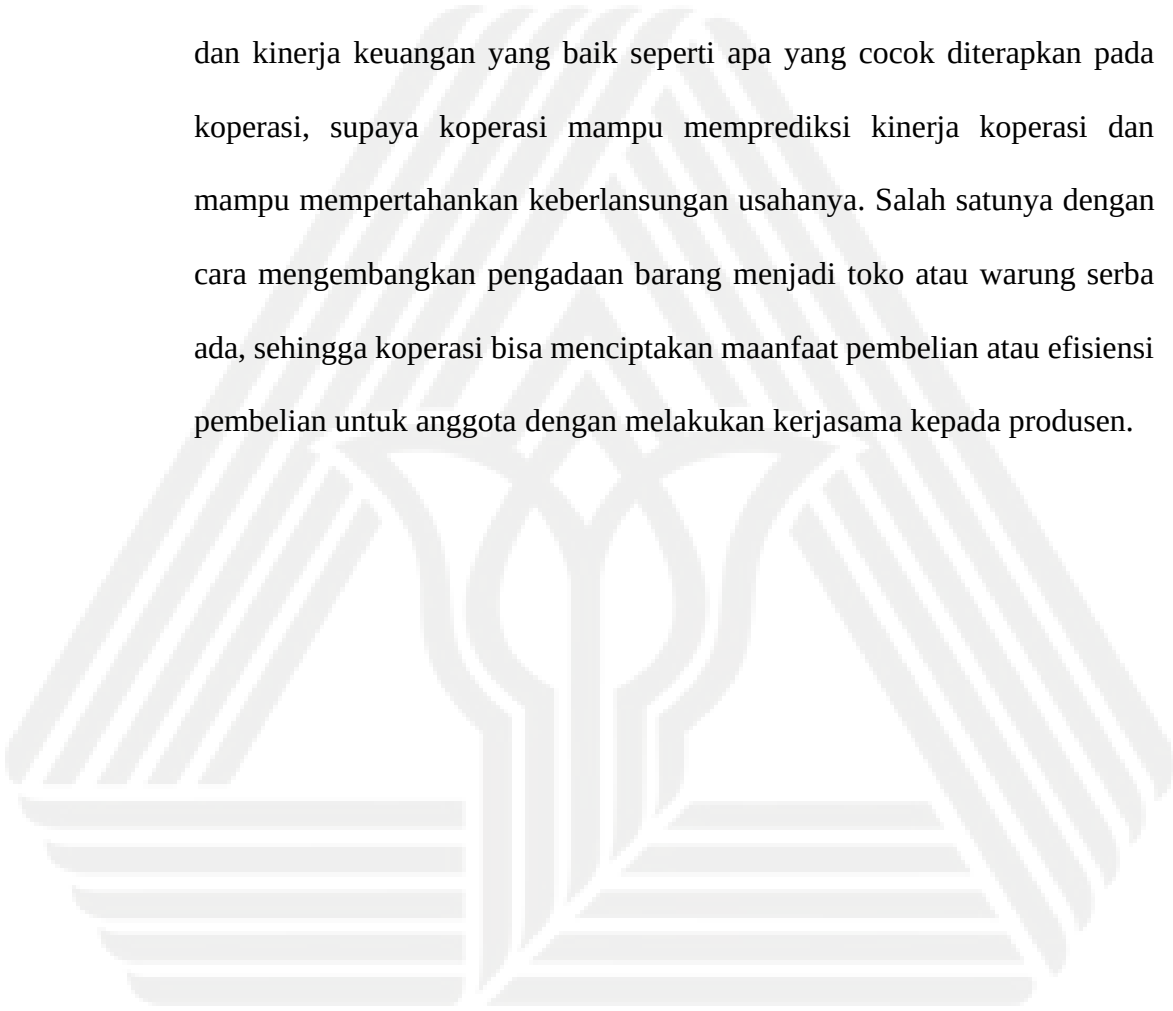 dan kinerja keuangan yang baik seperti apa yang cocok diterapkan pada
koperasi, supaya koperasi mampu memprediksi kinerja koperasi dan
mampu mempertahankan keberlansungan usahanya. Salah satunya dengan
cara mengembangkan pengadaan barang menjadi toko atau warung serba
ada, sehingga koperasi bisa menciptakan maanfaat pembelian atau efisiensi
pembelian untuk anggota dengan melakukan kerjasama kepada produsen.